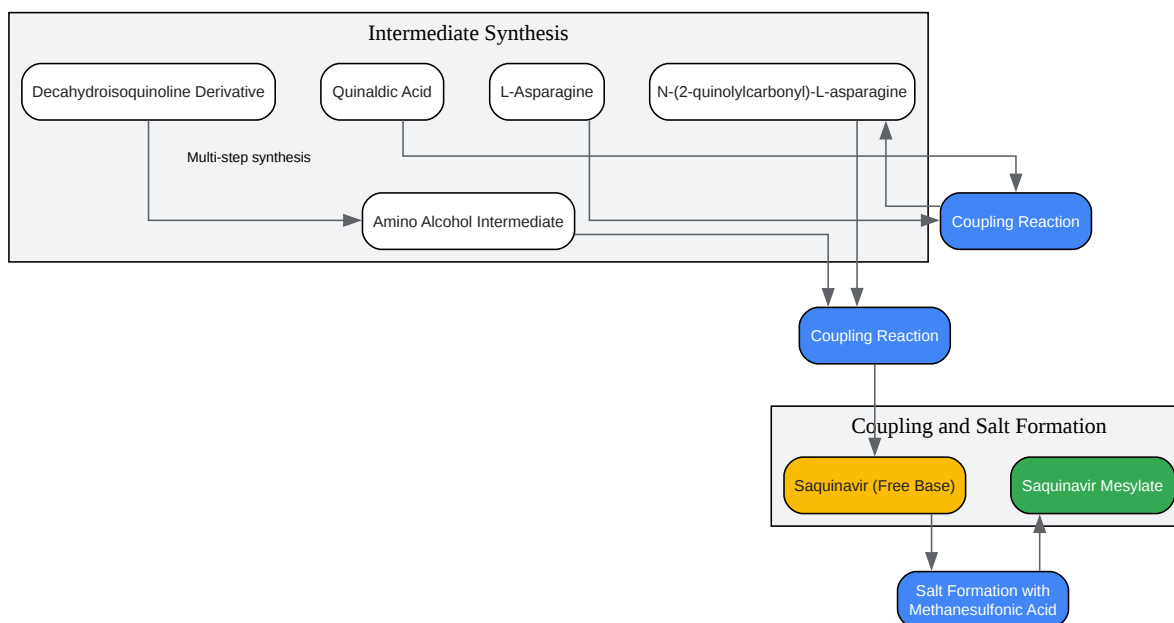 Intermediate Synthesis
Decahydroisoquinoline Derivative
Quinaldic Acid
L-Asparagine
N-(2-quinolylcarbonyl)-L-asparagine
Multi-step synthesis
Amino Alcohol Intermediate
Coupling Reaction
Coupling Reaction
Coupling and Salt Formation
Saquinavir (Free Base)
Saquinavir Mesylate
Salt Formation with
Methanesulfonic Acid